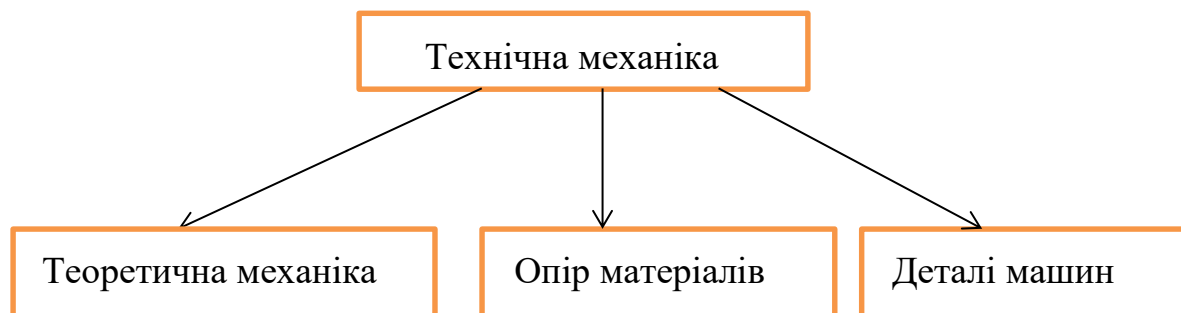 Технічна механіка
Теоретична механіка
Опір матеріалів
Деталі машин